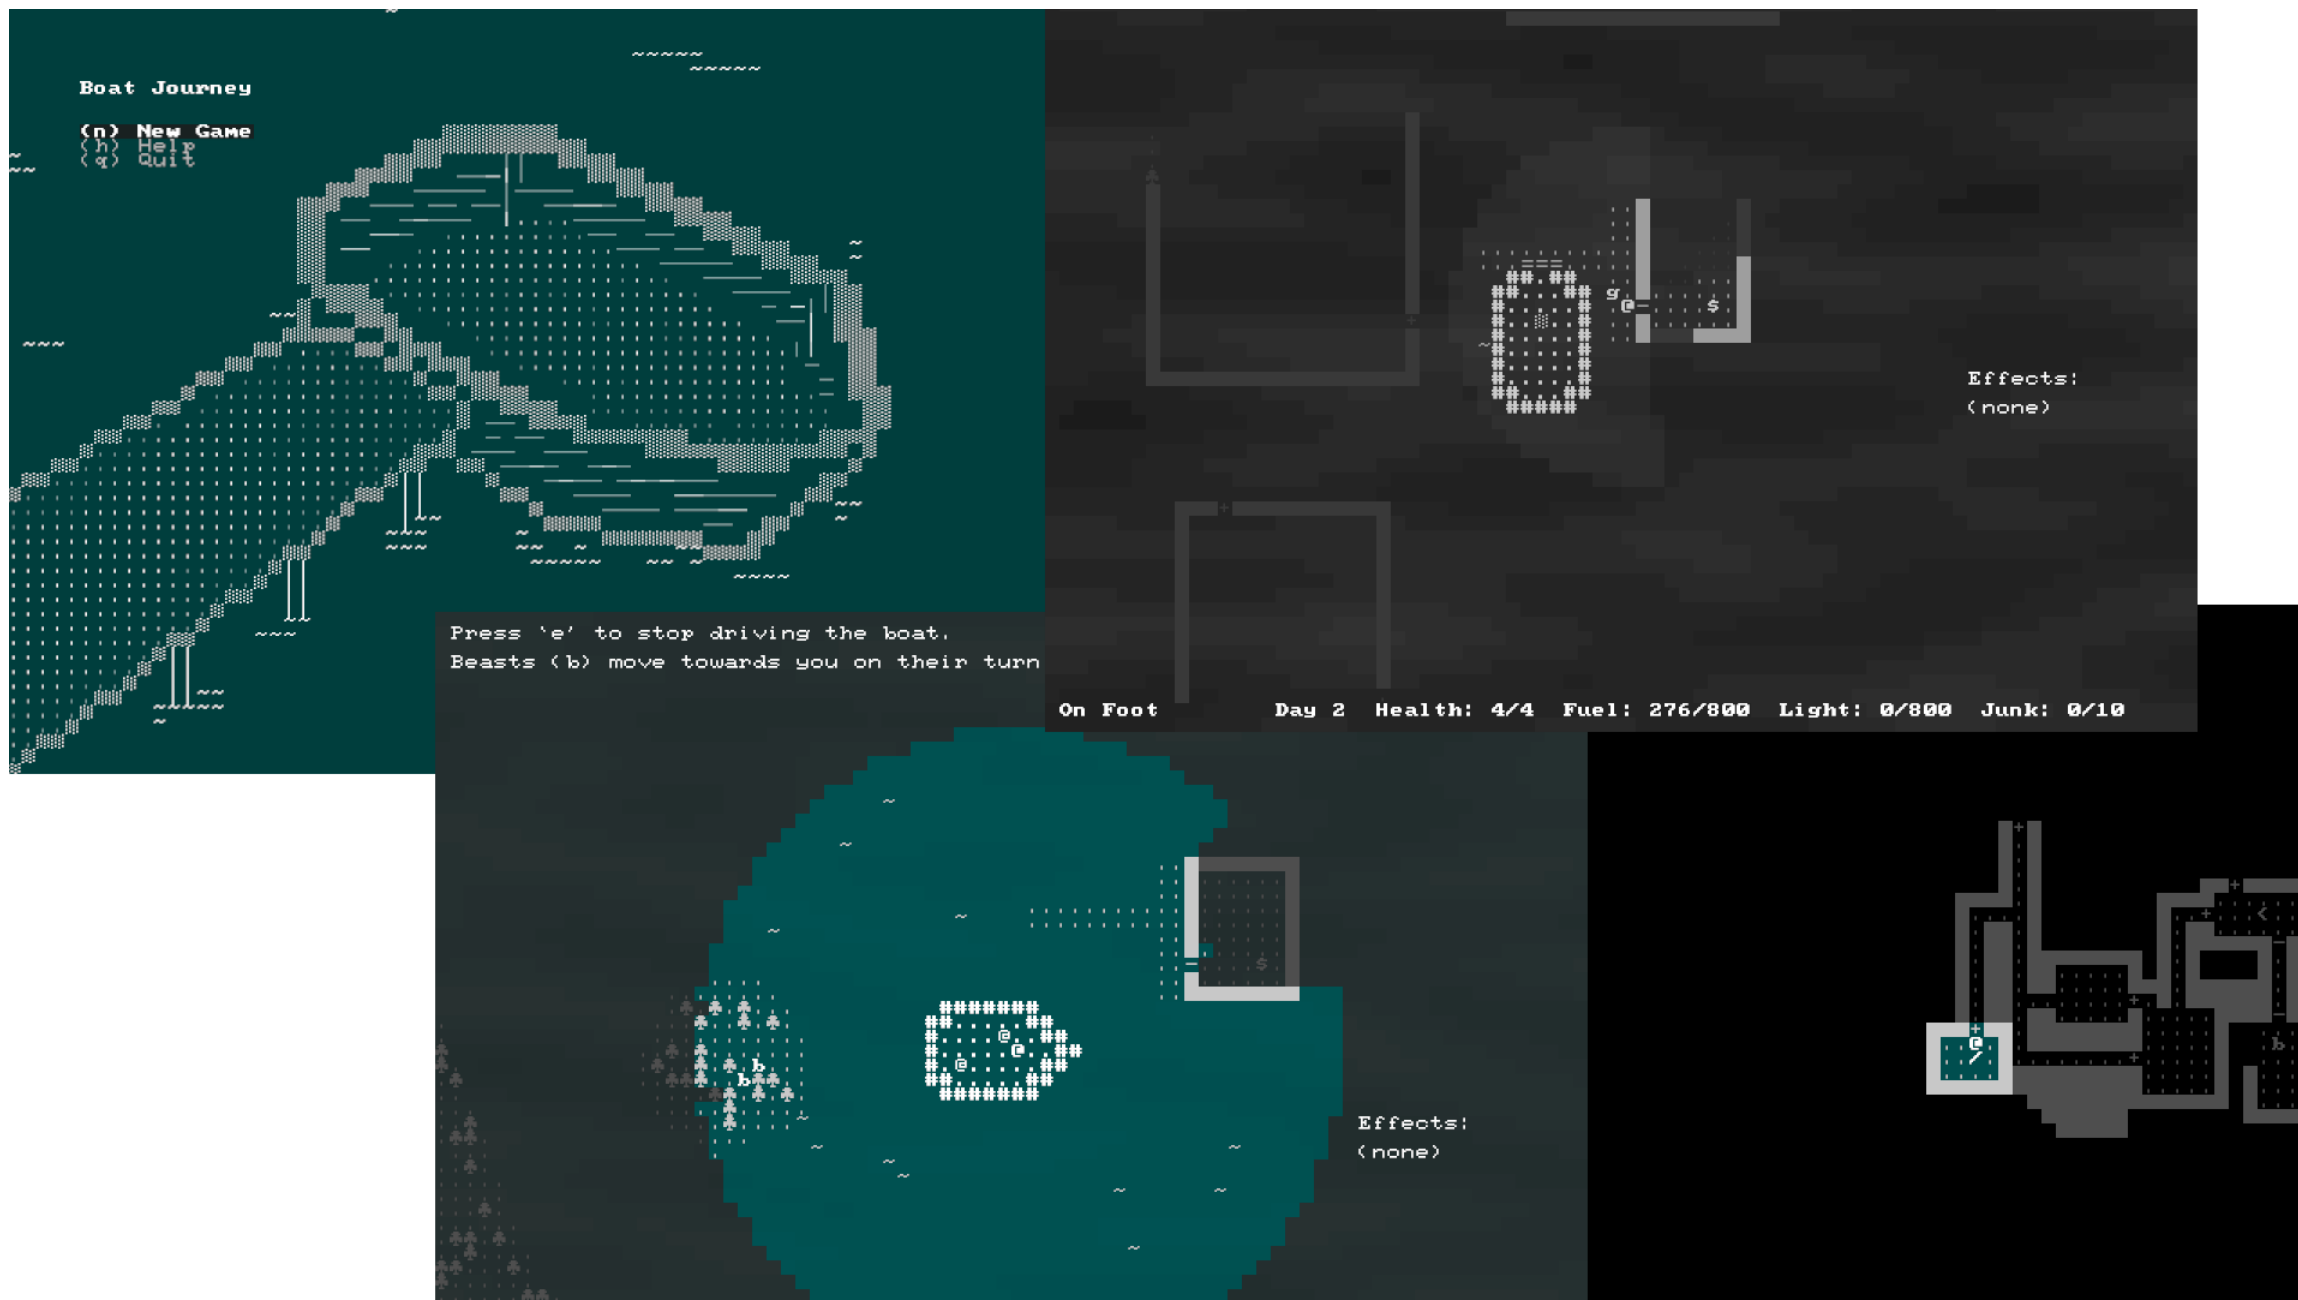 Boat Journey
(n) New Game
(h) Help
(q) Quit
Effects:
(none)
On Foot Day 2 Health: 4/4 Fuel: 276/800 Light: 0/800 Junk: 0/10
Press `e' to stop driving the boat.
Beasts (b) move towards you on their turn
Effects:
(none)